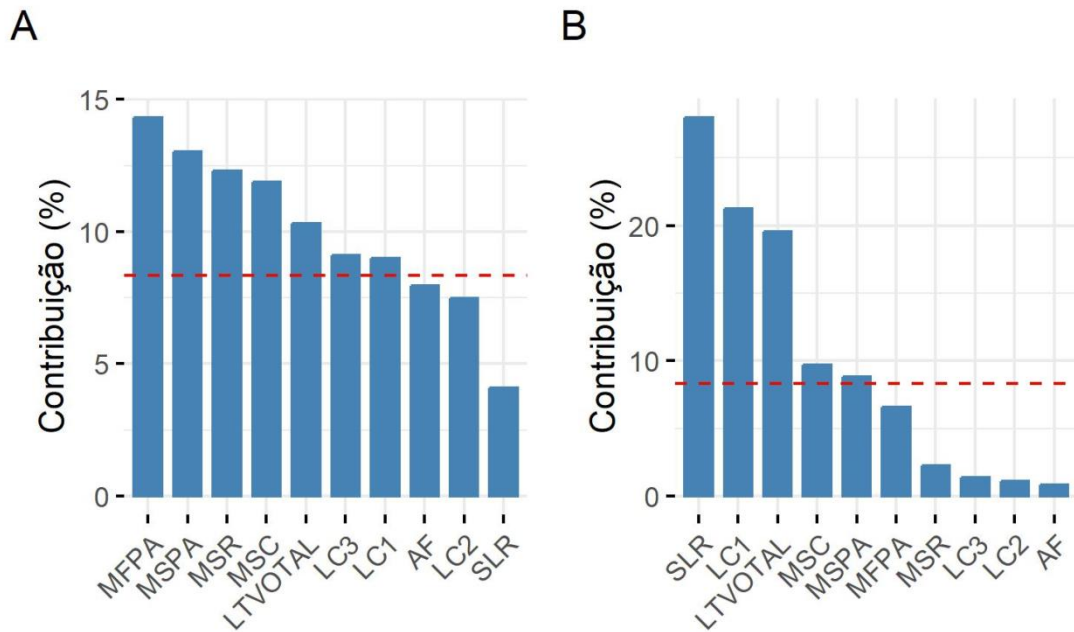 A
Contribuição (%)
15
10
5
0
MFPA
MSPA
MSR
MSC
LTVOTAL
LC3
LC1
AF
LC2
SLR
B
Contribuição (%)
20
10
0
SLR
LC1
LTVOTAL
MSC
MSPA
MFPA
MSR
LC3
LC2
AF